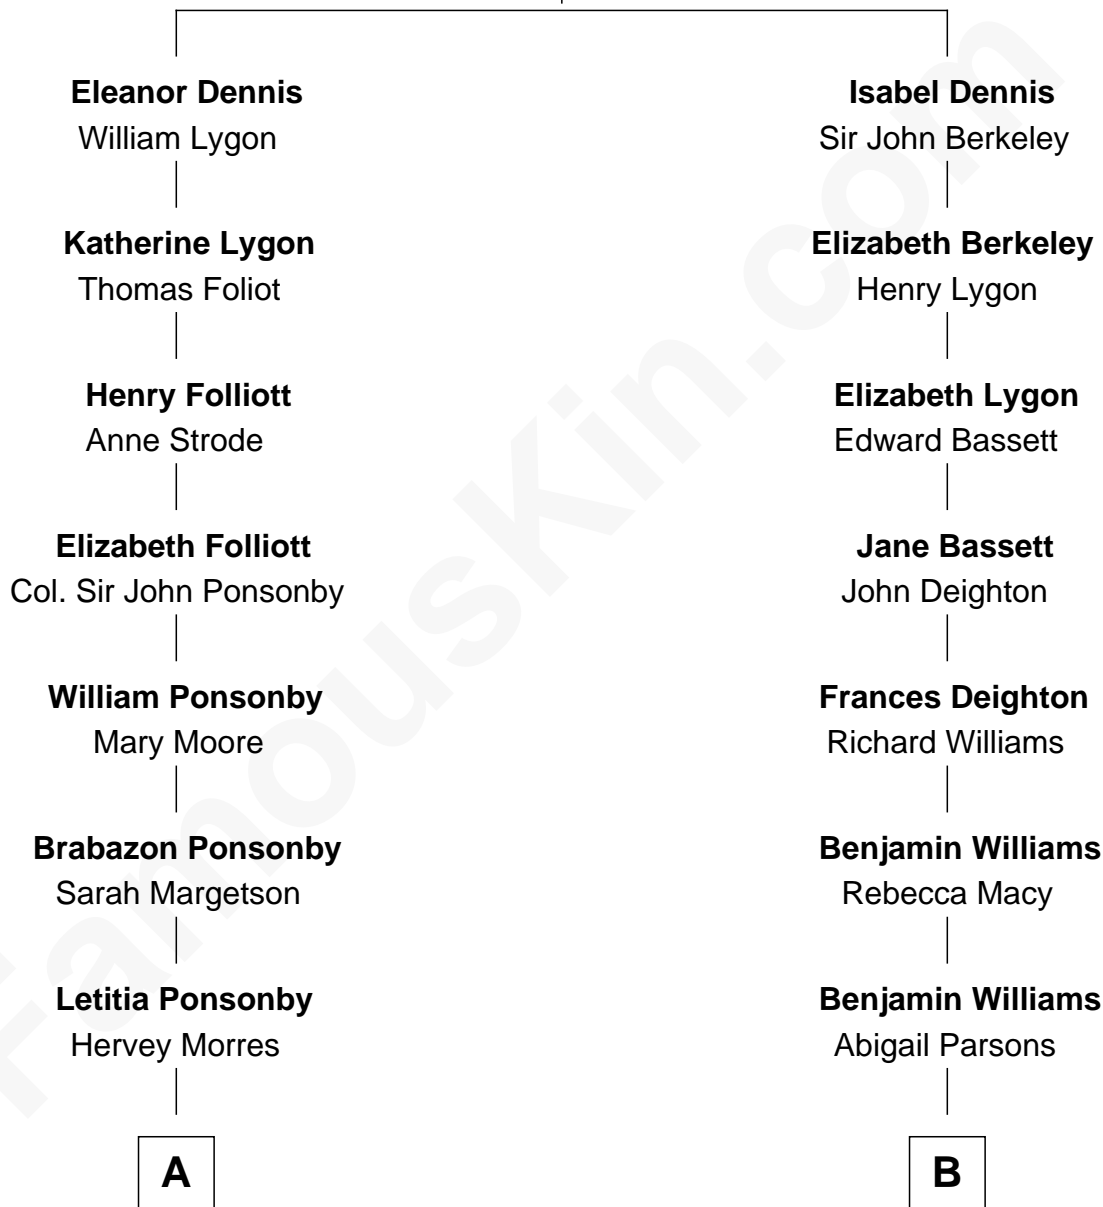 Eleanor Dennis
William Lygon
Isabel Dennis
Sir John Berkeley
Katherine Lygon
Thomas Foliot
Elizabeth Berkeley
Henry Lygon
Henry Folliott
Anne Strode
Elizabeth Lygon
Edward Bassett
Elizabeth Folliott
Col. Sir John Ponsonby
Jane Bassett
John Deighton
William Ponsonby
Mary Moore
Frances Deighton
Richard Williams
Brabazon Ponsonby
Sarah Margetson
Benjamin Williams
Rebecca Macy
Letitia Ponsonby
Hervey Morres
Benjamin Williams
Abigail Parsons
A
B
FamousKin.com